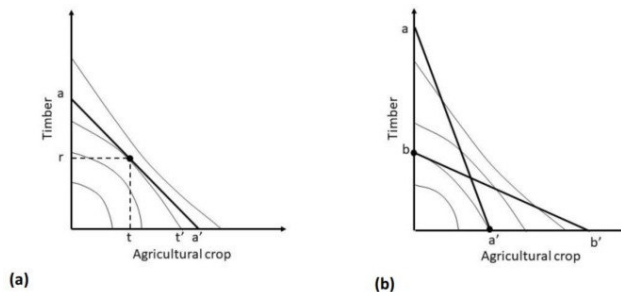 a
Timber
r
t
t'
a'
Agricultural crop
(a)
a
Timber
b
a'
b'
Agricultural crop
(b)